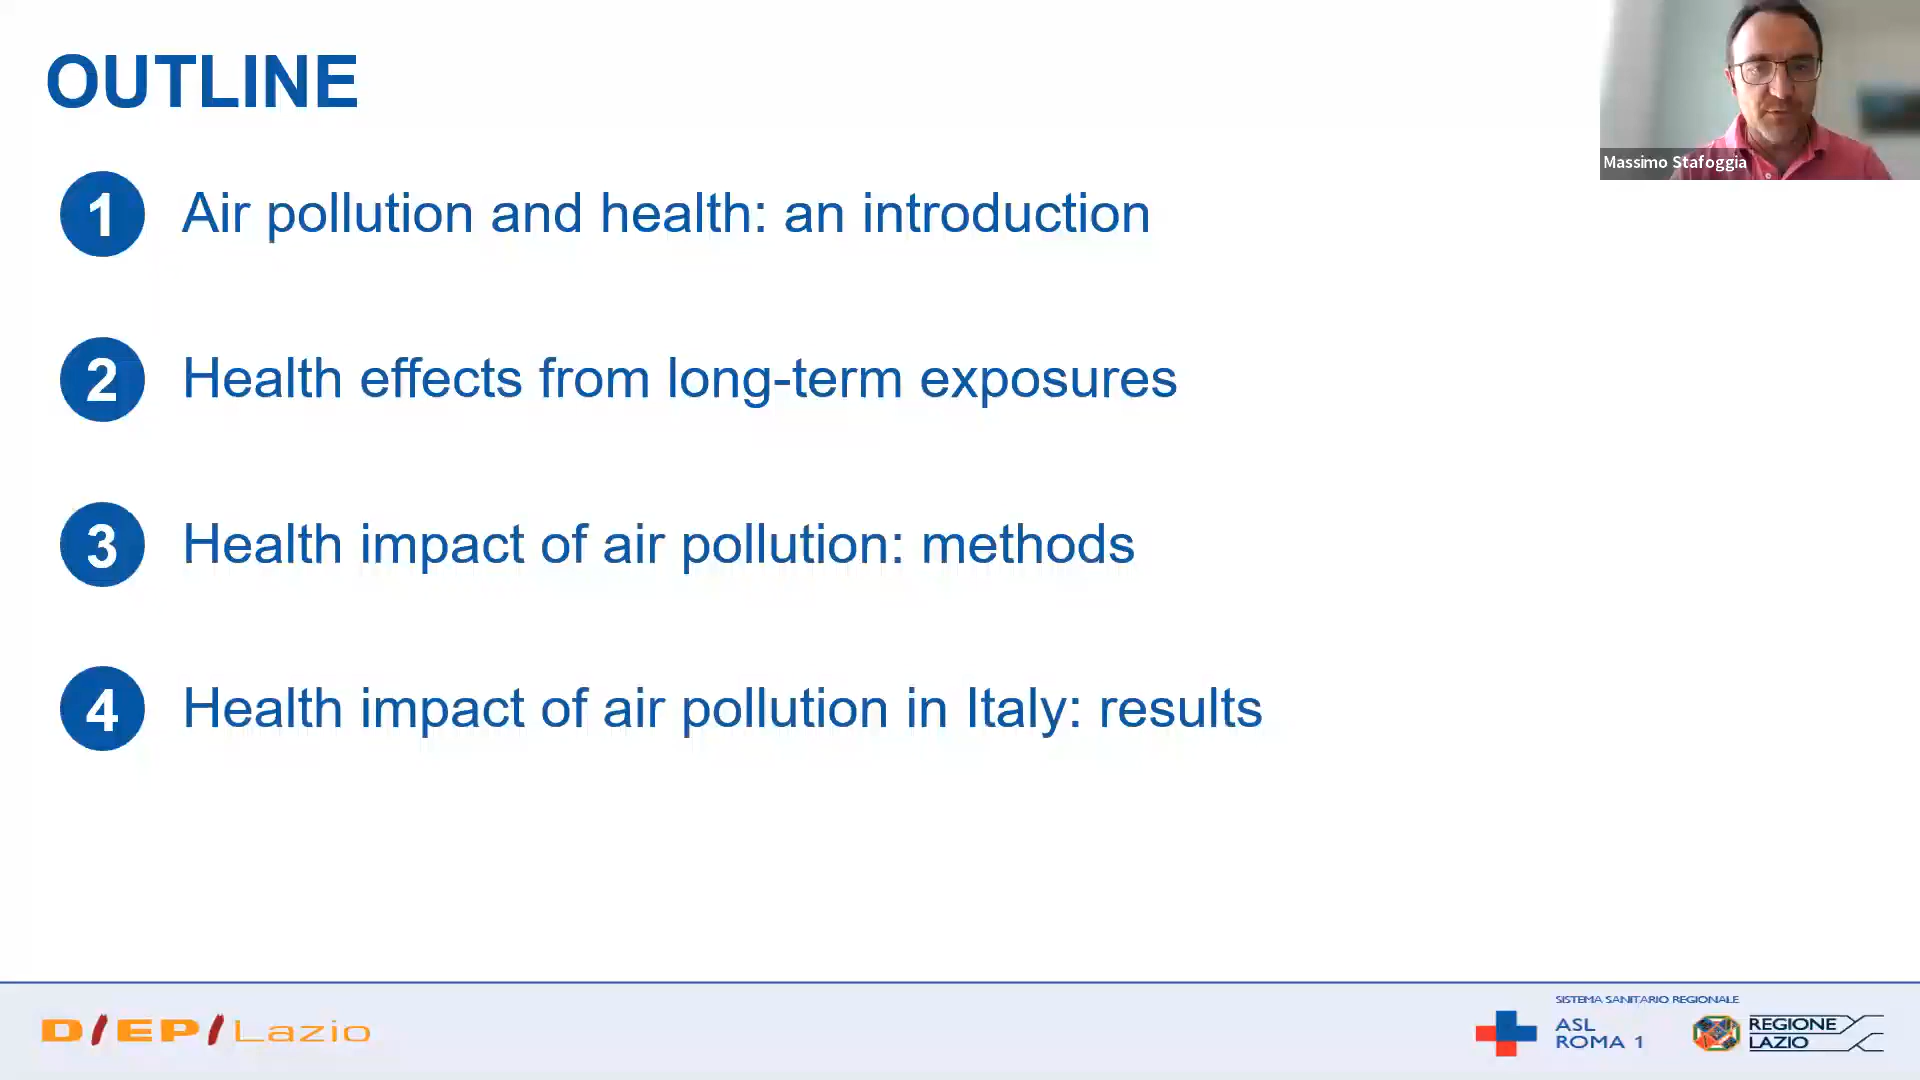 OUTLINE
Massimo Stafoggia
1 Air pollution and health: an introduction
2 Health effects from long-term exposures
3 Health impact of air pollution: methods
4 Health impact of air pollution in Italy: results
D/EP/Lazio
SISTEMA SANITARIO REGIONALE
ASL
ROMA 1
REGIONE
LAZIO